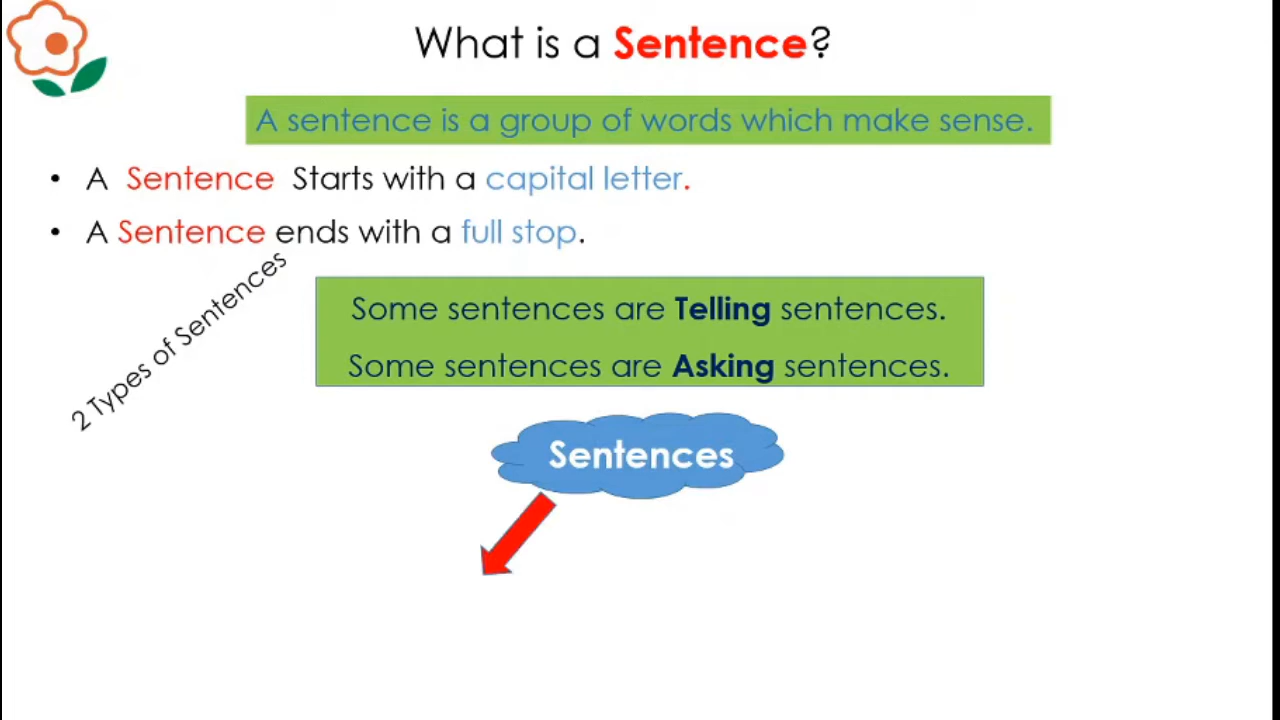 What is a Sentence?
A sentence is a group of words which make sense.
• A Sentence Starts with a capital letter.
• A Sentence ends with a full stop.
2 Types of Sentences
Some sentences are Telling sentences.
Some sentences are Asking sentences.
Sentences